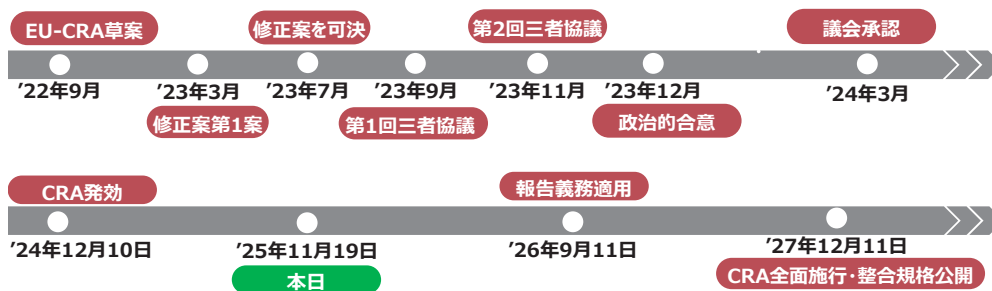 EU-CRA草案
修正案を可決
第2回三者協議
議会承認
’22年9月
’23年3月
’23年7月
’23年9月
’23年11月
’23年12月
’24年3月
修正案第1案
第1回三者協議
政治的合意
CRA発効
報告義務適用
’24年12月10日
’25年11月19日
’26年9月11日
’27年12月11日
本日
CRA全面施行・整合規格公開